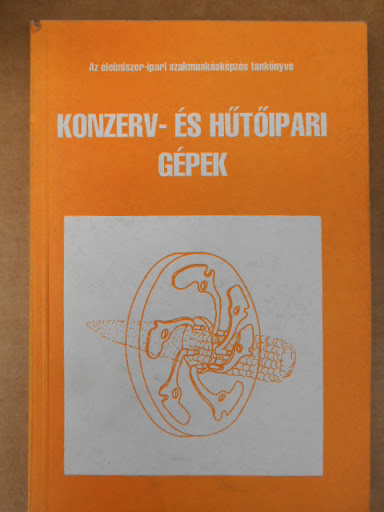 Az élelmiszer-ipari szakmunkásképzés tankönyve
KONZERV- ÉS HŰTŐIPARI
GÉPEK